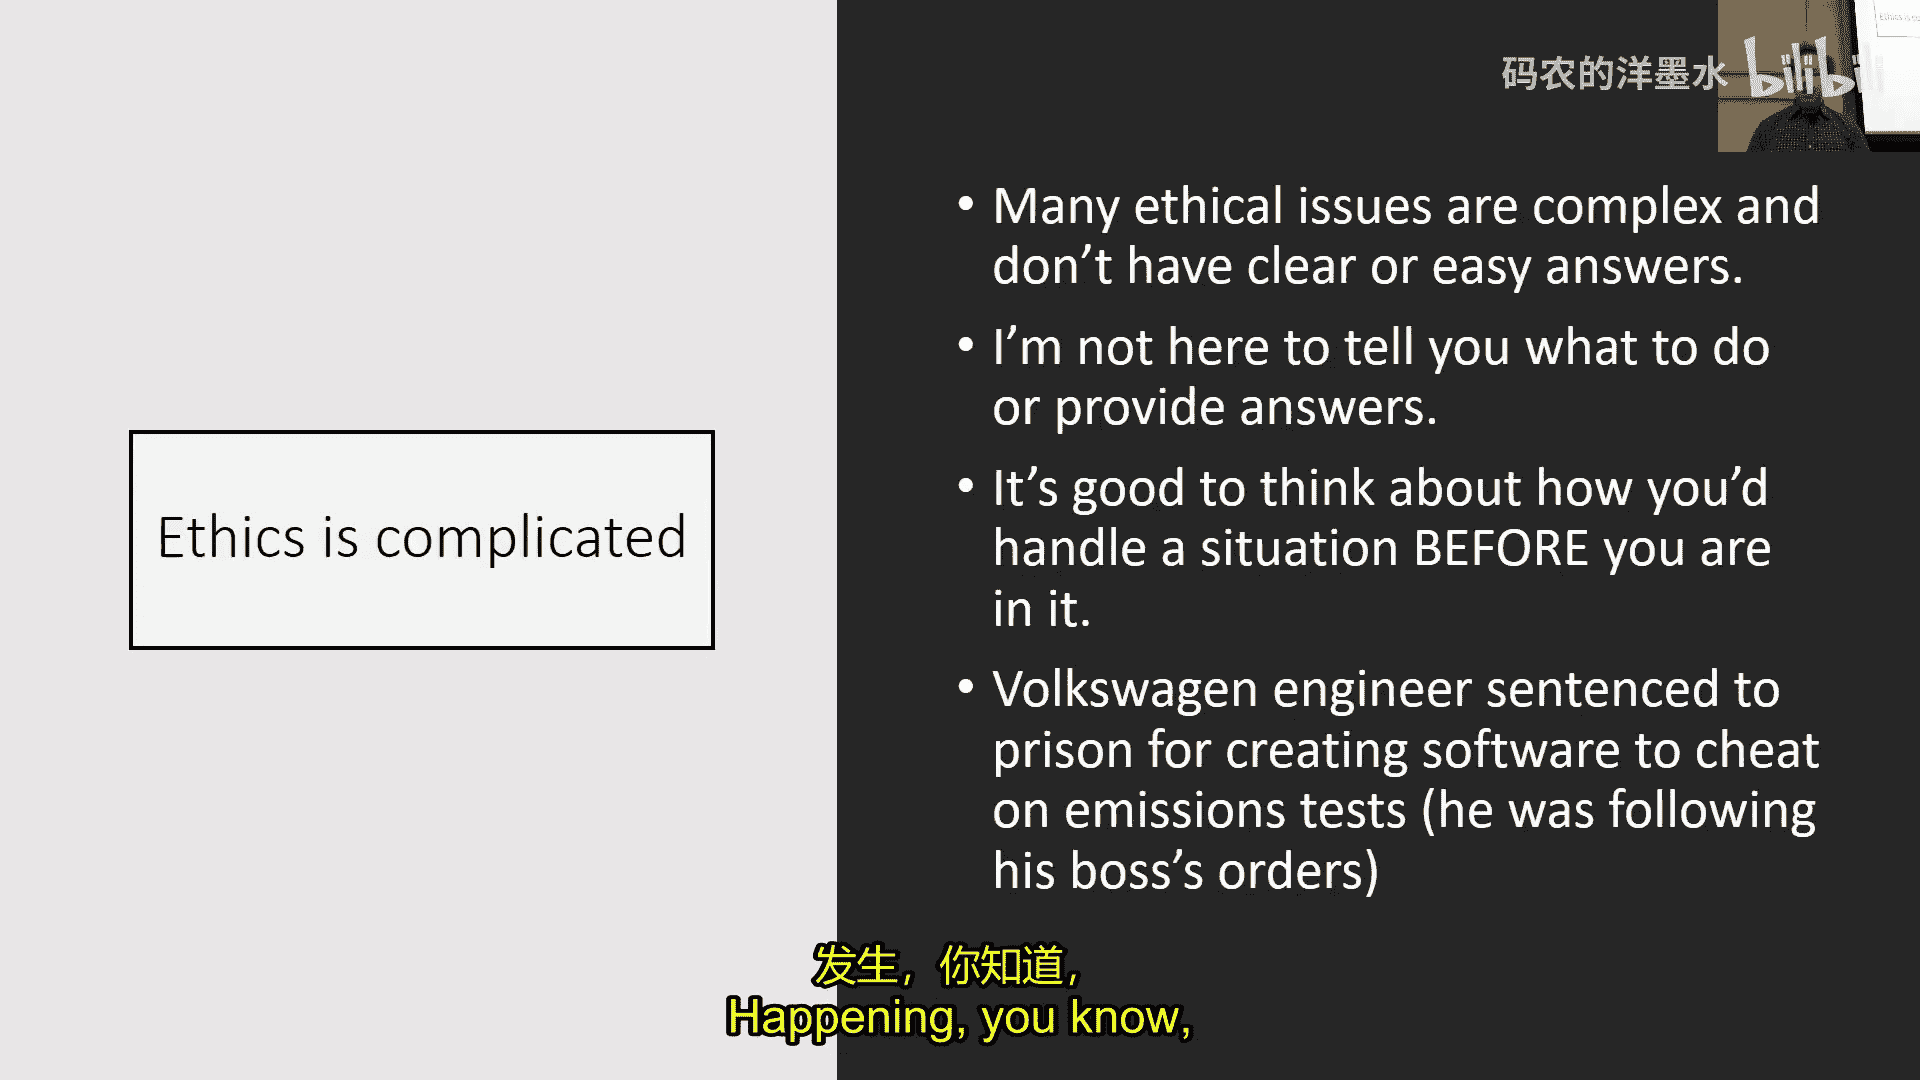 码农的洋墨水 bilibili
Ethics is complicated
• Many ethical issues are complex and
don’t have clear or easy answers.
• I’m not here to tell you what to do
or provide answers.
• It’s good to think about how you’d
handle a situation BEFORE you are
in it.
• Volkswagen engineer sentenced to
prison for creating software to cheat
on emissions tests (he was following
his boss’s orders)
发生，你知道，
Happening, you know,